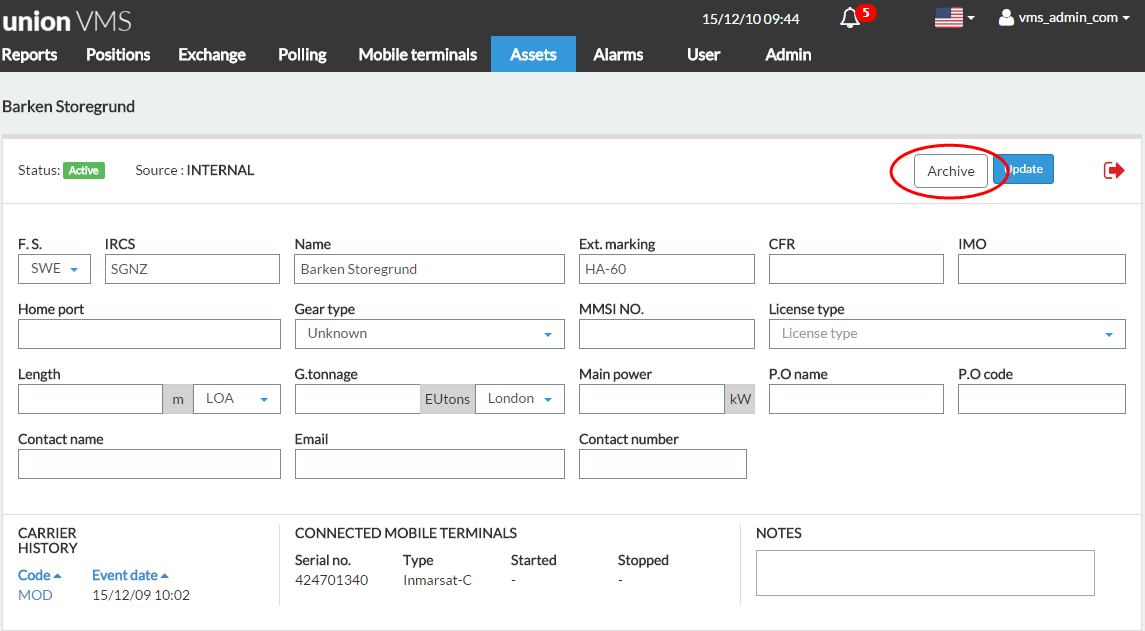 union VMS
15/12/10 09:44
5
vms_admin_com
Reports Positions Exchange Polling Mobile terminals Assets Alarms User Admin
Barken Storegrund
Status: Active Source : INTERNAL Archive Update
F. S. IRCS Name Ext. marking CFR IMO
SWE SGNZ Barken Storegrund HA-60
Home port Gear type MMSI NO. License type
Unknown License type
Length G.tonnage Main power P.O name P.O code
m LOA EUtons London kW
Contact name Email Contact number
CARRIER
HISTORY
Code Event date
MOD 15/12/09 10:02
CONNECTED MOBILE TERMINALS
Serial no. Type Started Stopped
424701340 Inmarsat-C - -
NOTES